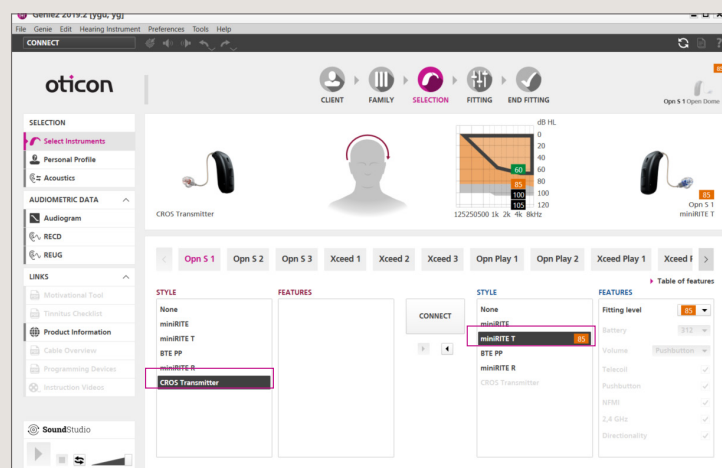 Genie2 2019.2 [ygu, yg]
File Genie Edit Hearing Instrument Preferences Tools Help
CONNECT
85
oticon
CLIENT FAMILY SELECTION FITTING END FITTING
Opn S 1 Open Dome
SELECTION
Select Instruments
Personal Profile
Acoustics
AUDIOMETRIC DATA
Audiogram
RECD
REUG
LINKS
Motivational Tool
Tinnitus Checklist
Product Information
Cable Overview
Programming Devices
Instruction Videos
SoundStudio
dB HL
0
20
40
60 60
85 80
100 100
105 120
125250500 1k 2k 4k 8kHz
CROS Transmitter
85
Opn S 1
miniRITE T
Opn S 1 Opn S 2 Opn S 3 Xceed 1 Xceed 2 Xceed 3 Opn Play 1 Opn Play 2 Xceed Play 1 Xceed
Table of features
STYLE FEATURES
None
miniRITE
miniRITE T
BTE PP
miniRITE R
CROS Transmitter
CONNECT
STYLE FEATURES
None
miniRITE
miniRITE T 85
BTE PP
miniRITE R
CROS Transmitter
Fitting level 85
Battery 312
Volume Pushbutton
Telecoil
Pushbutton
NFMI
2,4 GHz
Directionality